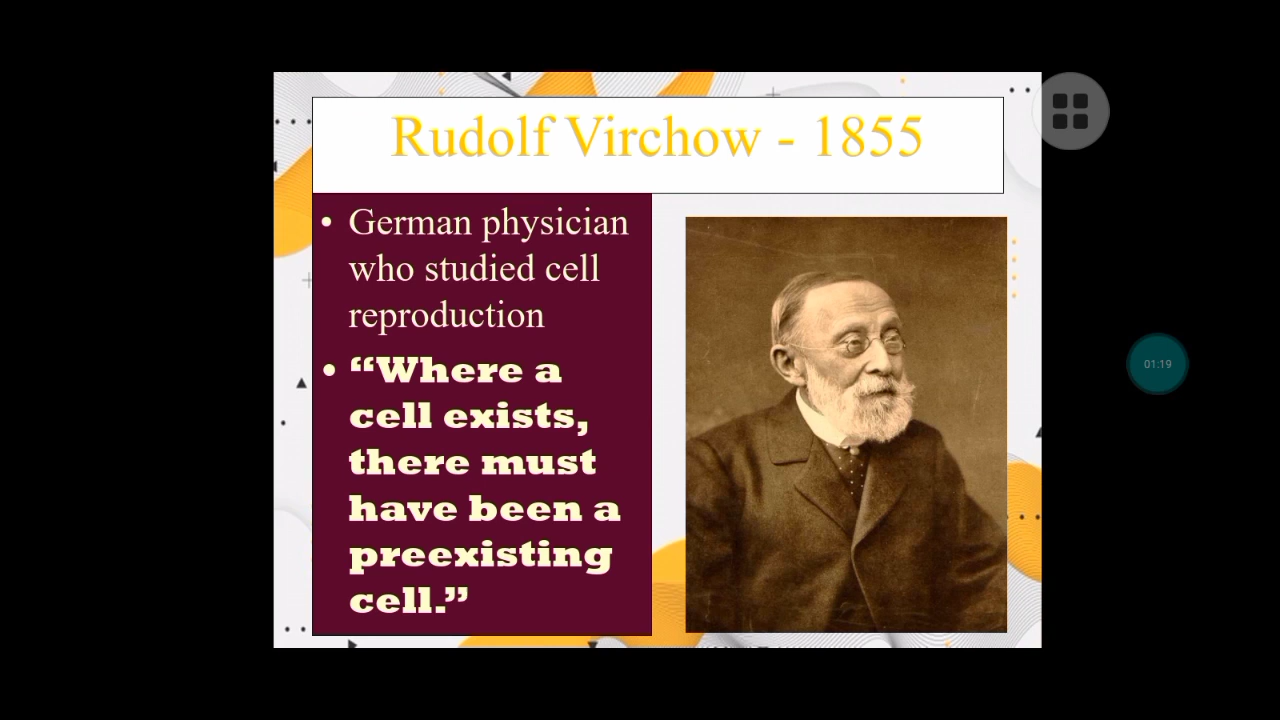 Rudolf Virchow - 1855
• German physician
who studied cell
reproduction
• “Where a
cell exists,
there must
have been a
preexisting
cell.”
01:19